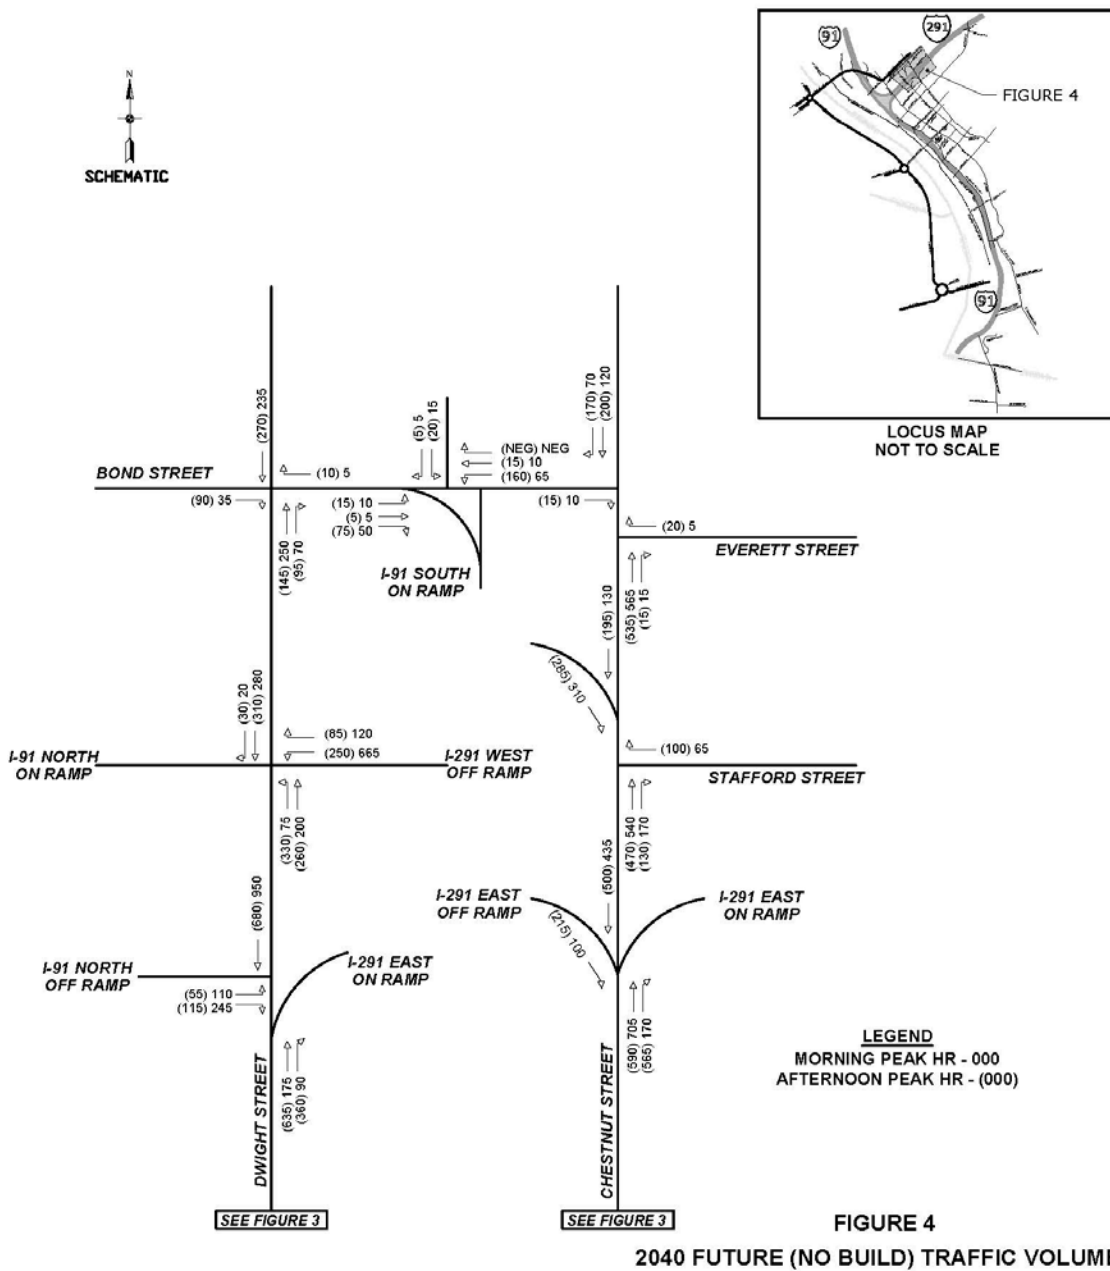 N
SCHEMATIC
91
291
FIGURE 4
91
LOCUS MAP
NOT TO SCALE
(270) 235
(5) 5
(20) 15
(170) 70
(200) 120
(NEG) NEG
(15) 10
(160) 65
BOND STREET
(10) 5
(90) 35
(15) 10
(5) 5
(75) 50
(15) 10
(20) 5
EVERETT STREET
(145) 250
(95) 70
I-91 SOUTH
ON RAMP
(195) 130
(535) 565
(15) 15
(285) 310
(30) 20
(310) 280
(85) 120
(250) 665
I-91 NORTH
ON RAMP
I-291 WEST
OFF RAMP
(100) 65
STAFFORD STREET
(330) 75
(260) 200
(470) 540
(130) 170
(500) 435
(680) 950
I-291 EAST
OFF RAMP
I-291 EAST
ON RAMP
(215) 100
I-91 NORTH
OFF RAMP
I-291 EAST
ON RAMP
(55) 110
(115) 245
(590) 705
(565) 170
(635) 175
(360) 90
DWIGHT STREET
CHESTNUT STREET
LEGEND
MORNING PEAK HR - 000
AFTERNOON PEAK HR - (000)
SEE FIGURE 3
SEE FIGURE 3
FIGURE 4
2040 FUTURE (NO BUILD) TRAFFIC VOLUM